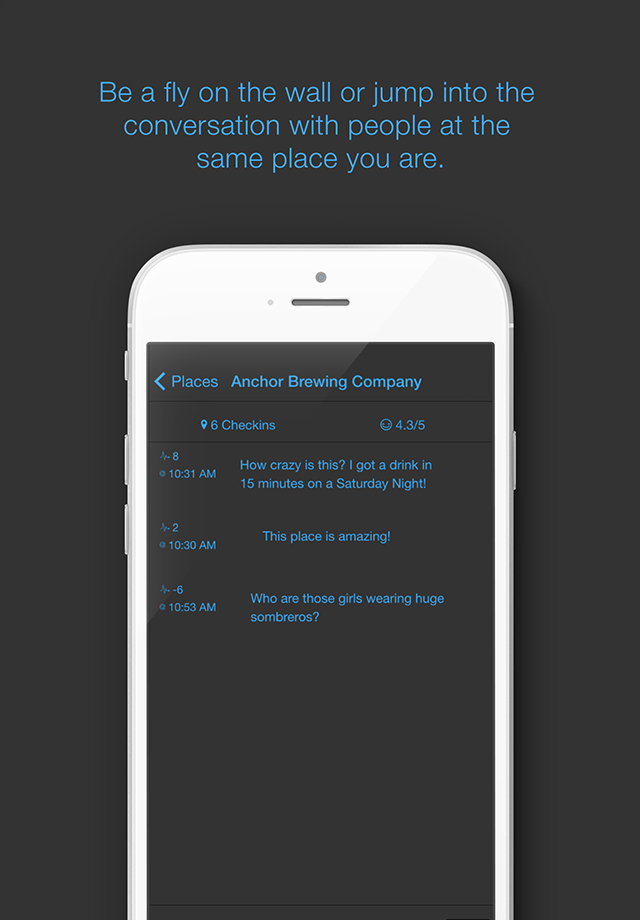 Be a fly on the wall or jump into the
conversation with people at the
same place you are.
Places Anchor Brewing Company
6 Checkins 4.3/5
8
10:31 AM
How crazy is this? I got a drink in
15 minutes on a Saturday Night!
2
10:30 AM
This place is amazing!
-6
10:53 AM
Who are those girls wearing huge
sombreros?